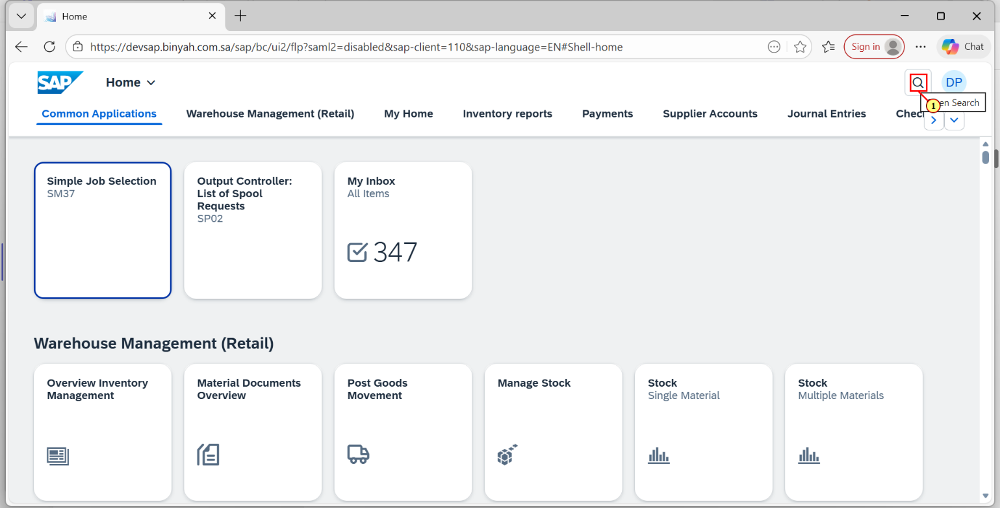 Home
https://devsap.binyah.com.sa/sap/bc/ui2/flp?saml2=disabled&sap-client=110&sap-language=EN#Shell-home
Sign in
Chat
SAP
Home
DP
1
en Search
Common Applications
Warehouse Management (Retail)
My Home
Inventory reports
Payments
Supplier Accounts
Journal Entries
Chec
Simple Job Selection
SM37
Output Controller:
List of Spool
Requests
SP02
My Inbox
All Items
347
Warehouse Management (Retail)
Overview Inventory
Management
Material Documents
Overview
Post Goods
Movement
Manage Stock
Stock
Single Material
Stock
Multiple Materials